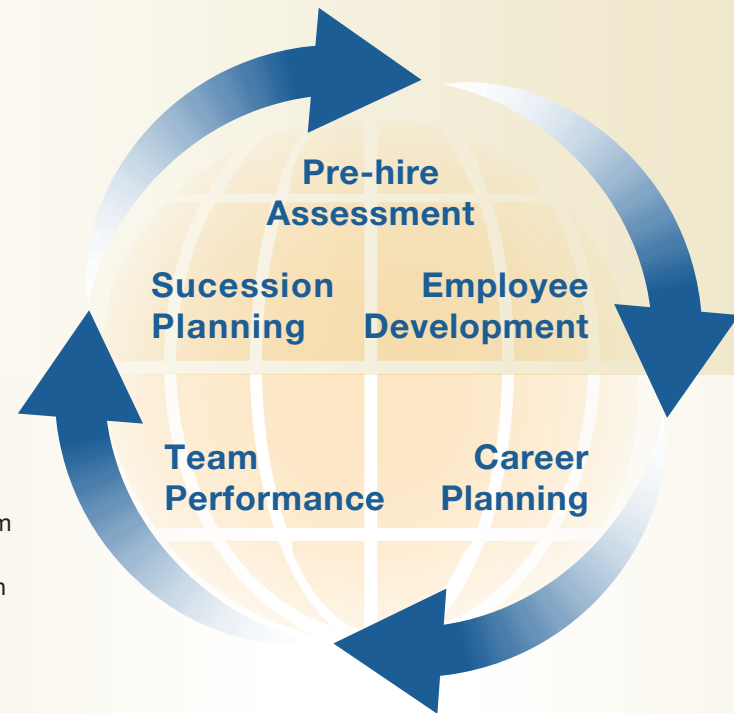 Pre-hire
Assessment
Sucession
Planning
Employee
Development
Team
Performance
Career
Planning